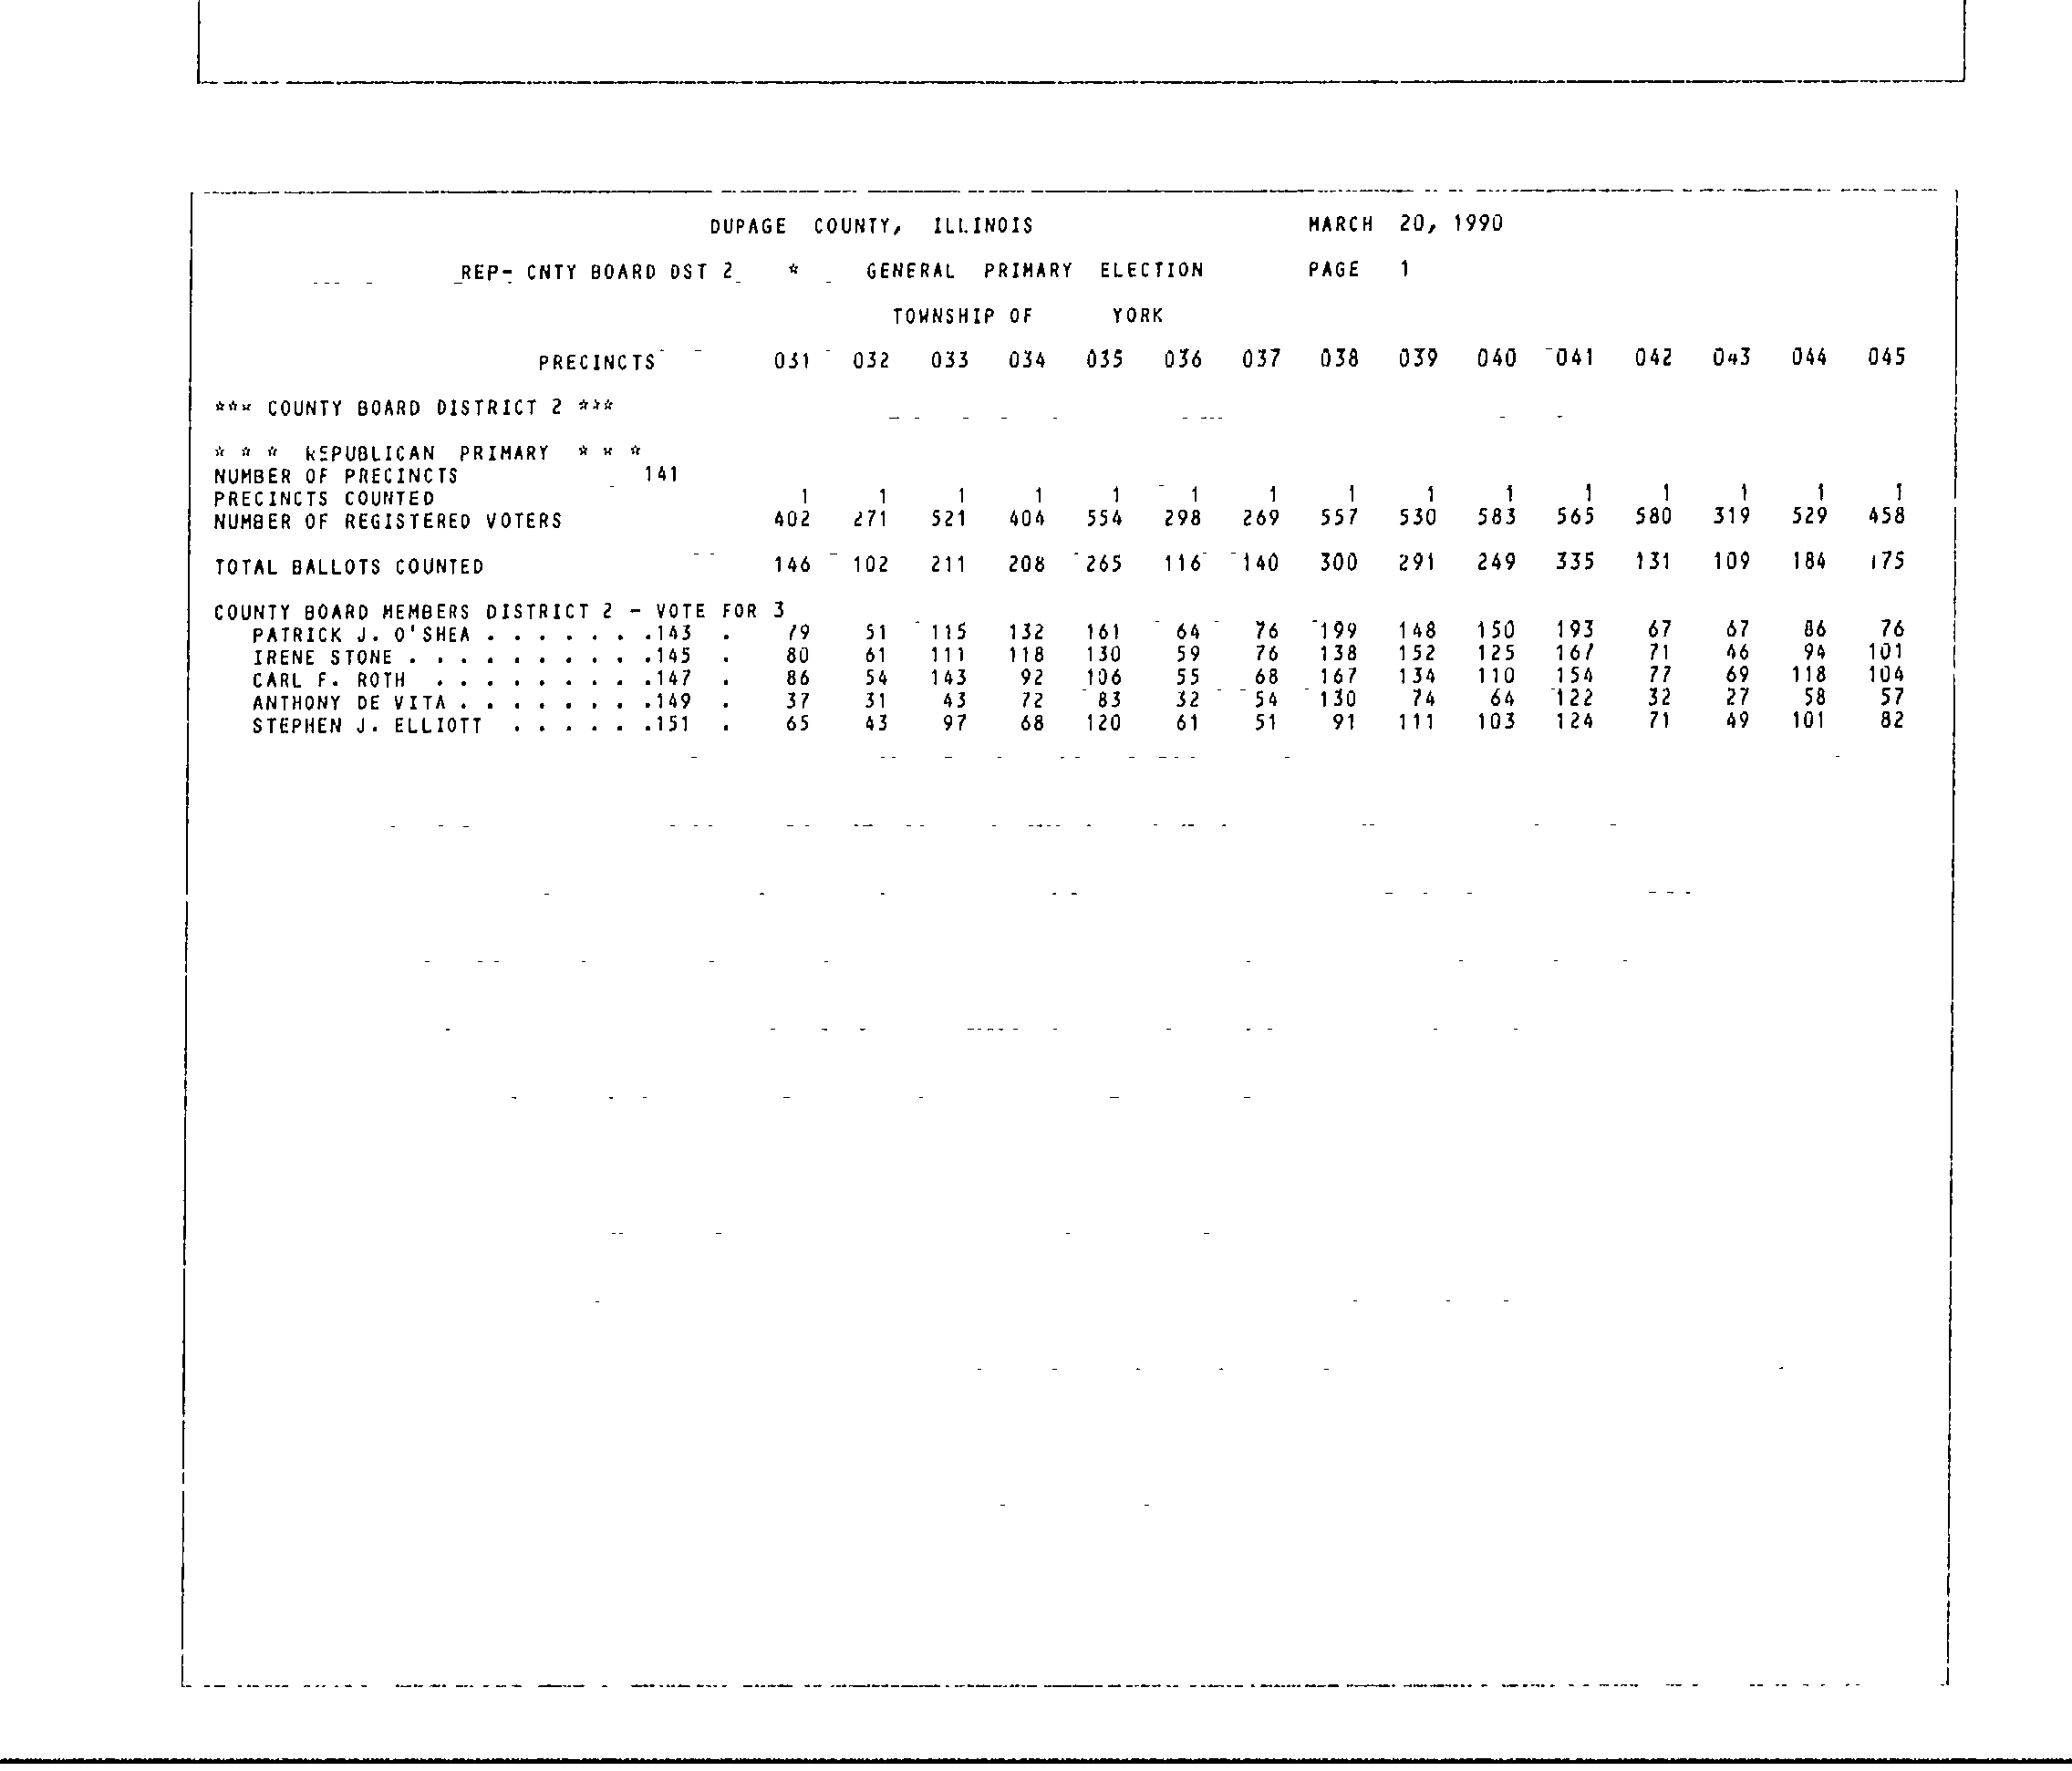 DUPAGE COUNTY, ILLINOIS MARCH 20, 1990
REP- CNTY BOARD DST 2 * GENERAL PRIMARY ELECTION PAGE 1
TOWNSHIP OF YORK
PRECINCTS 031 032 033 034 035 036 037 038 039 040 041 042 043 044 045
*** COUNTY BOARD DISTRICT 2 ***
* * * REPUBLICAN PRIMARY * * *
NUMBER OF PRECINCTS 141
PRECINCTS COUNTED 1 1 1 1 1 1 1 1 1 1 1 1 1 1 1
NUMBER OF REGISTERED VOTERS 402 271 521 404 554 298 269 557 530 583 565 580 319 529 458
TOTAL BALLOTS COUNTED 146 102 211 208 265 116 140 300 291 249 335 131 109 184 175
COUNTY BOARD MEMBERS DISTRICT 2 - VOTE FOR 3
PATRICK J. O'SHEA . . . . . . .143 . 79 51 115 132 161 64 76 199 148 150 193 67 67 86 76
IRENE STONE . . . . . . . . . .145 . 80 61 111 118 130 59 76 138 152 125 167 71 46 94 101
CARL F. ROTH . . . . . . . . .147 . 86 54 143 92 106 55 68 167 134 110 154 77 69 118 104
ANTHONY DE VITA . . . . . . . .149 . 37 31 43 72 83 32 54 130 74 64 122 32 27 58 57
STEPHEN J. ELLIOTT . . . . . .151 . 65 43 97 68 120 61 51 91 111 103 124 71 49 101 82